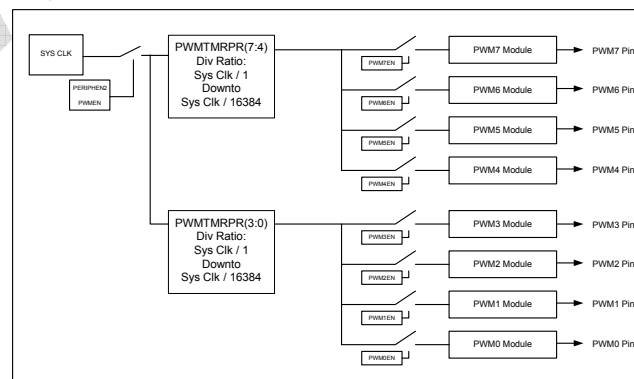 SYS CLK
PERIPHEN2
PWMEN
PWMTMRPR(7:4)
Div Ratio:
Sys Clk / 1
Downto
Sys Clk / 16384
PWM7EN
PWM7 Module
PWM7 Pin
PWM6EN
PWM6 Module
PWM6 Pin
PWM5EN
PWM5 Module
PWM5 Pin
PWM4EN
PWM4 Module
PWM4 Pin
PWMTMRPR(3:0)
Div Ratio:
Sys Clk / 1
Downto
Sys Clk / 16384
PWM3EN
PWM3 Module
PWM3 Pin
PWM2EN
PWM2 Module
PWM2 Pin
PWM1EN
PWM1 Module
PWM1 Pin
PWM0EN
PWM0 Module
PWM0 Pin